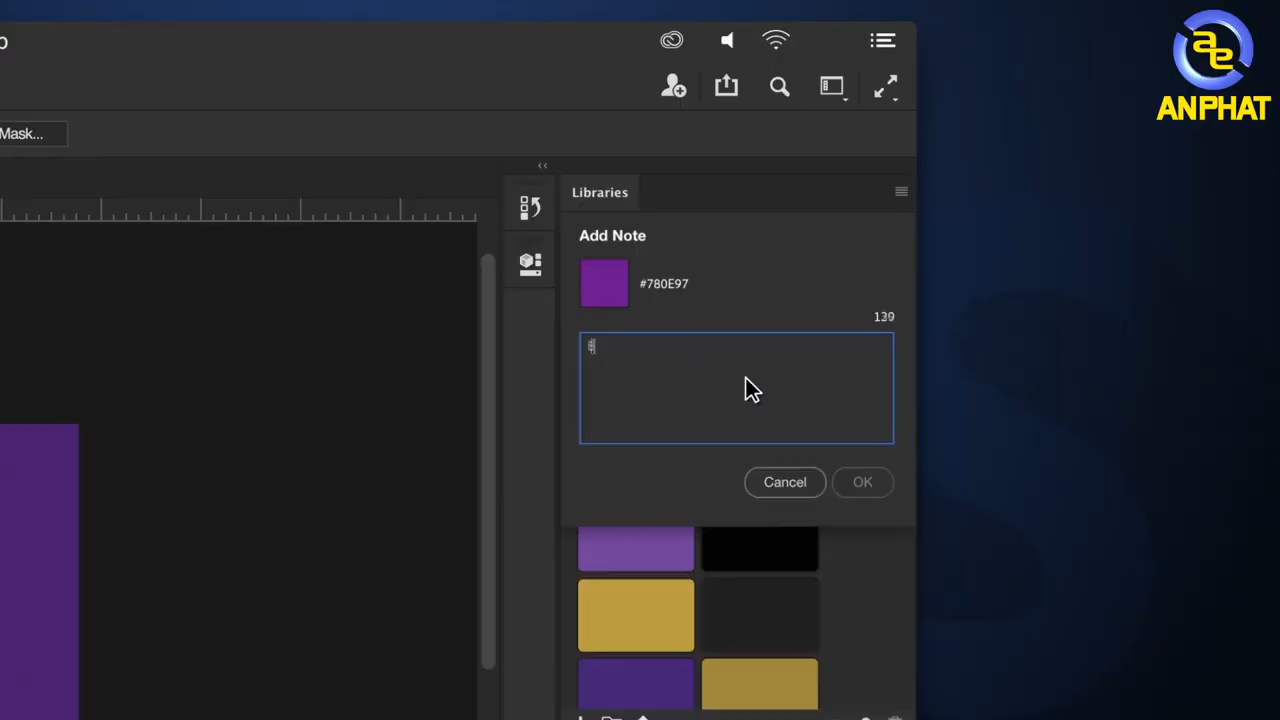 ANPHAT
Mask...
Libraries
Add Note
#780E97
139
Cancel
OK